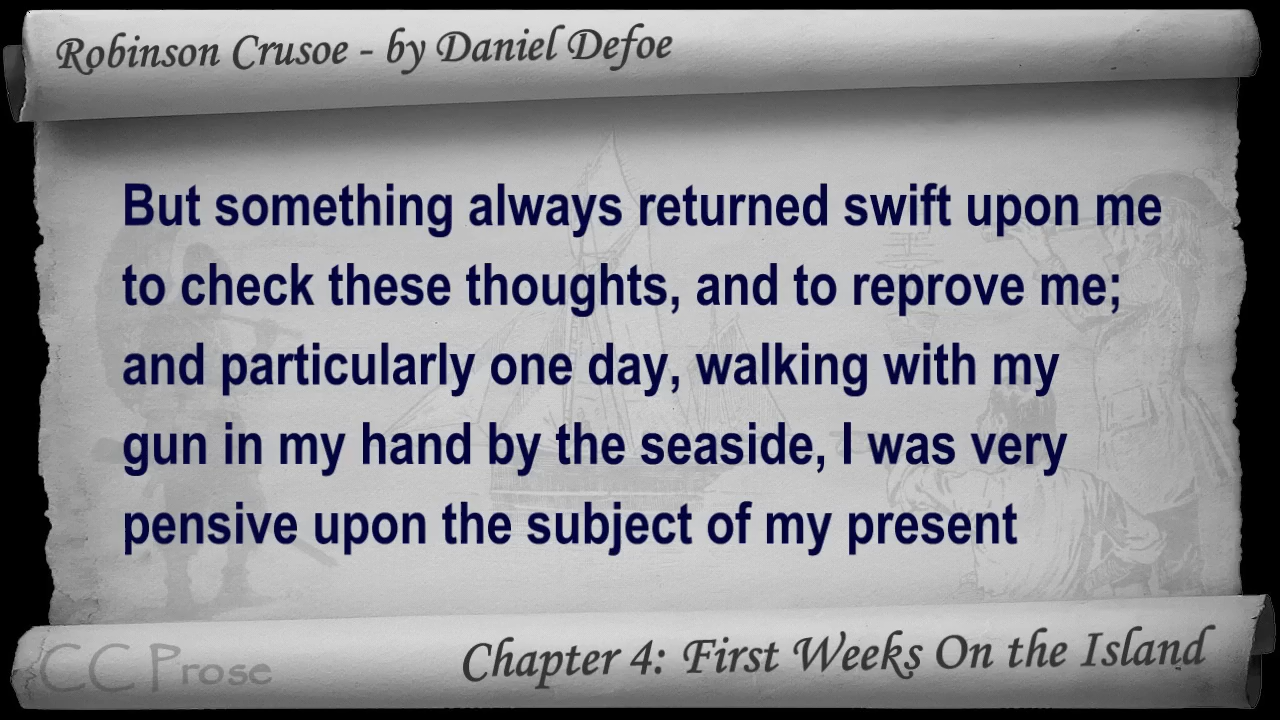 Robinson Crusoe - by Daniel Defoe
But something always returned swift upon me
to check these thoughts, and to reprove me;
and particularly one day, walking with my
gun in my hand by the seaside, I was very
pensive upon the subject of my present
CC Prose
Chapter 4: First Weeks On the Island